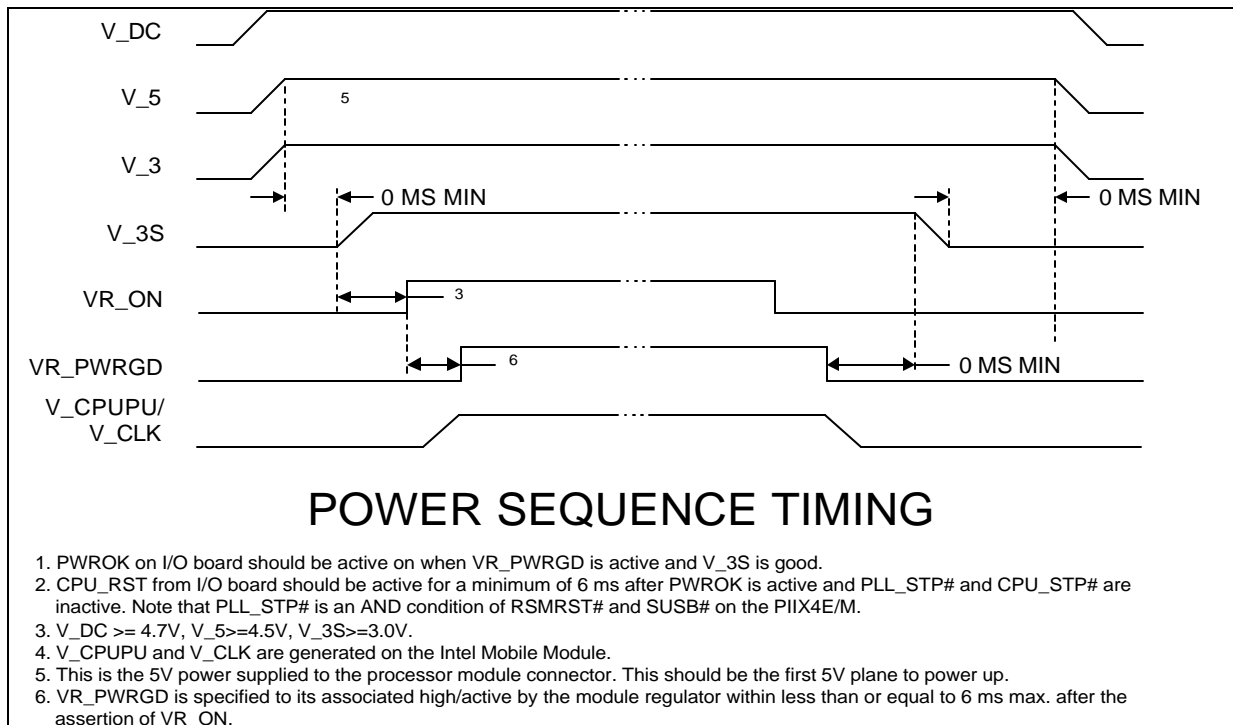 V_DC
V_5
5
V_3
0 MS MIN
0 MS MIN
V_3S
VR_ON
3
VR_PWRGD
6
0 MS MIN
V_CPUPU/
V_CLK
POWER SEQUENCE TIMING
1. PWROK on I/O board should be active on when VR_PWRGD is active and V_3S is good.
2. CPU_RST from I/O board should be active for a minimum of 6 ms after PWROK is active and PLL_STP# and CPU_STP# are
inactive. Note that PLL_STP# is an AND condition of RSMRST# and SUSB# on the PIIX4E/M.
3. V_DC >= 4.7V, V_5>=4.5V, V_3S>=3.0V.
4. V_CPUPU and V_CLK are generated on the Intel Mobile Module.
5. This is the 5V power supplied to the processor module connector. This should be the first 5V plane to power up.
6. VR_PWRGD is specified to its associated high/active by the module regulator within less than or equal to 6 ms max. after the
assertion of VR_ON.